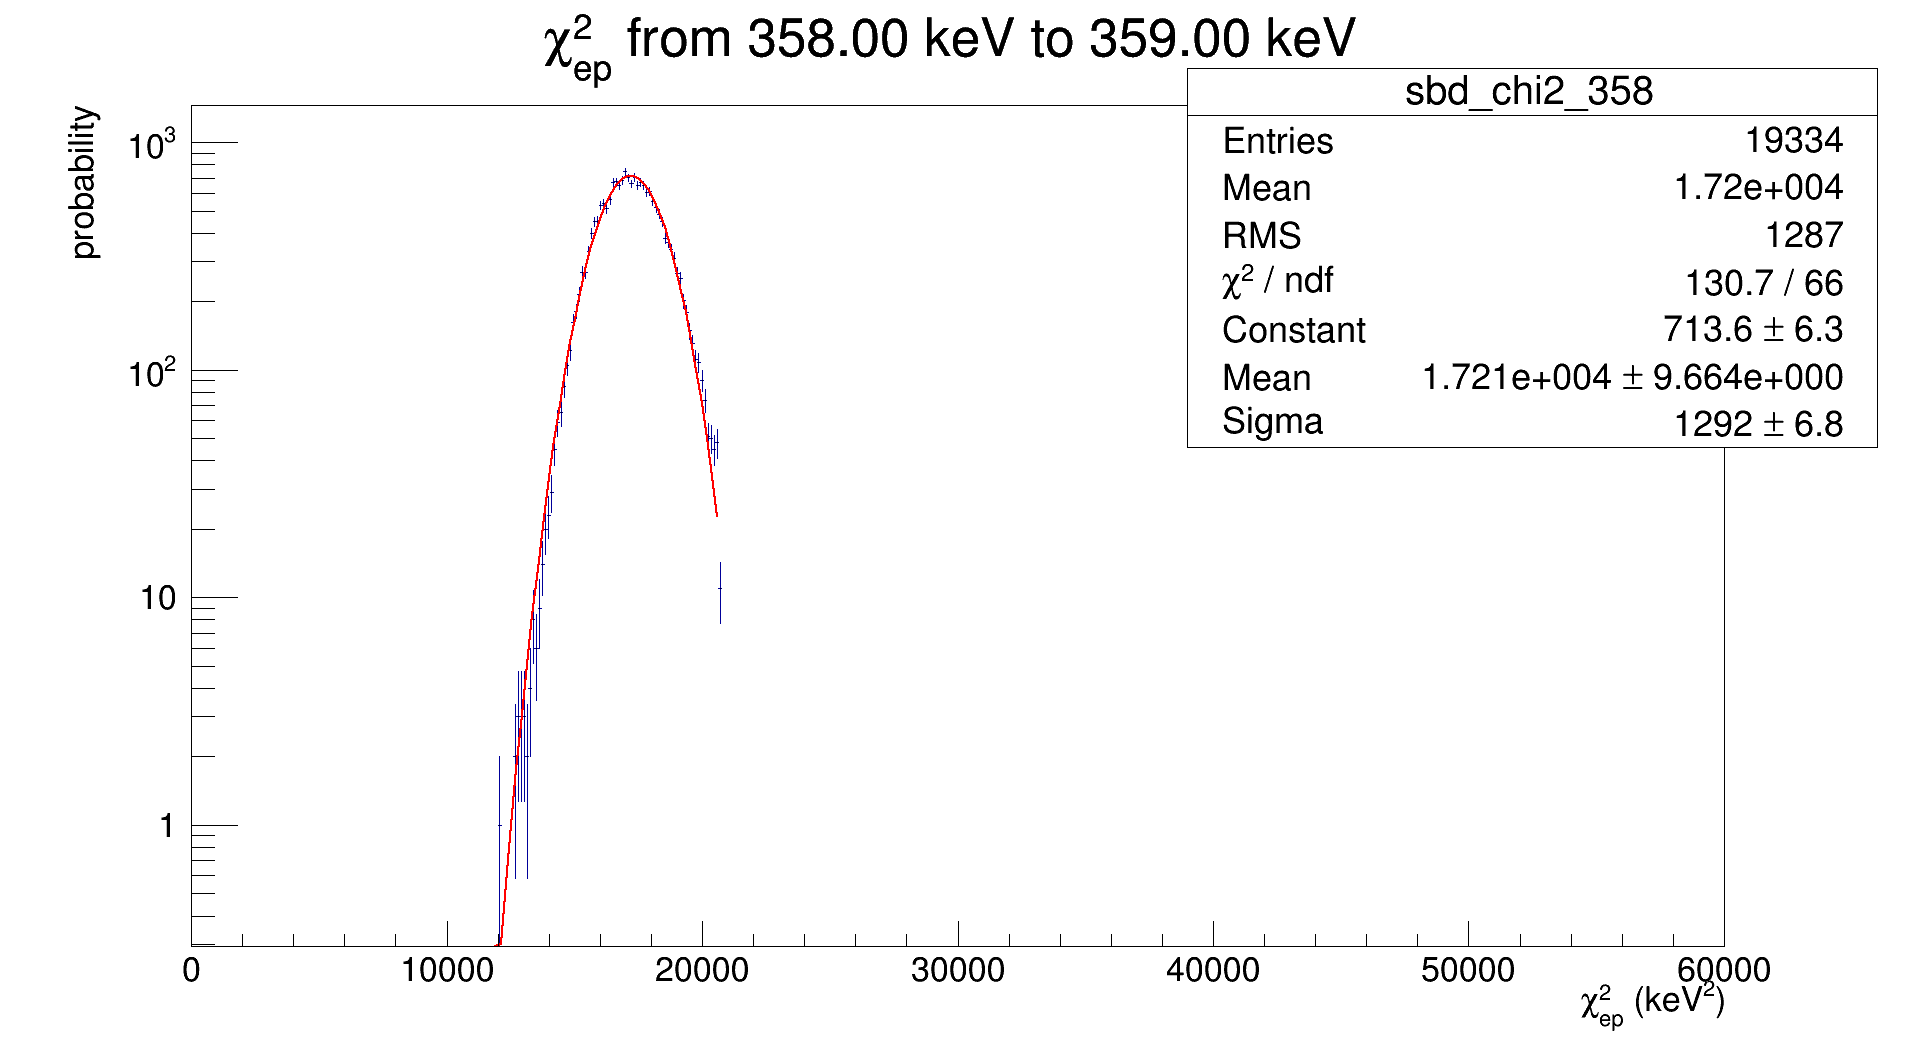 χ²ep from 358.00 keV to 359.00 keV
sbd_chi2_358
Entries 19334
Mean 1.72e+004
RMS 1287
χ² / ndf 130.7 / 66
Constant 713.6 ± 6.3
Mean 1.721e+004 ± 9.664e+000
Sigma 1292 ± 6.8
probability
10³
10²
10
1
0 10000 20000 30000 40000 50000 60000
χ²ep (keV²)